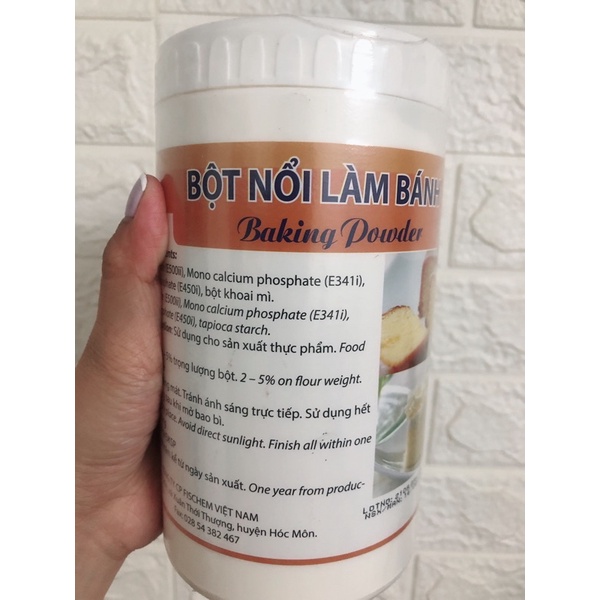 BỘT NỔI LÀM BÁNH
Baking Powder
(E500ii), Mono calcium phosphate (E341i),
(E450i), bột khoai mì.
Mono calcium phosphate (E341i),
(E450i), tapioca starch.
Sử dụng cho sản xuất thực phẩm. Food
trọng lượng bột. 2 – 5% on flour weight.
mát. Tránh ánh sáng trực tiếp. Sử dụng hết
khi mở bao bì.
Avoid direct sunlight. Finish all within one
từ ngày sản xuất. One year from produc-
CP FISCHEM VIỆT NAM
Xuân Thới Thượng, huyện Hóc Môn.
Fax: 028 54 382 467
LOTNO: